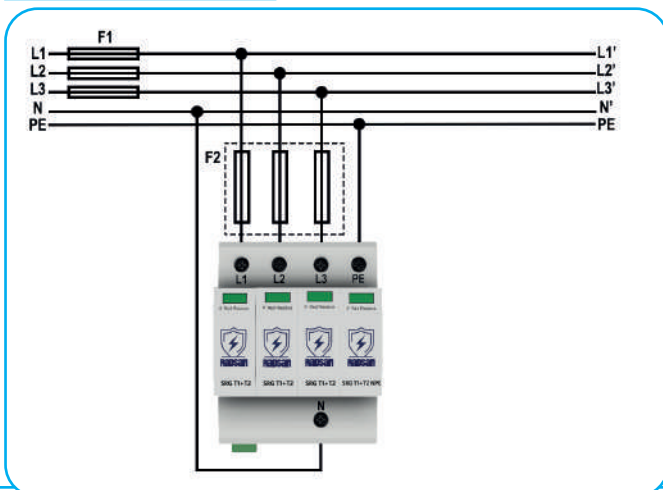 F1
L1 L1'
L2 L2'
L3 L3'
N N'
PE PE
F2
L1 L2 L3 PE
SRG T1+T2 SRG T1+T2 SRG T1+T2 SRG T1+T2 NPE
N